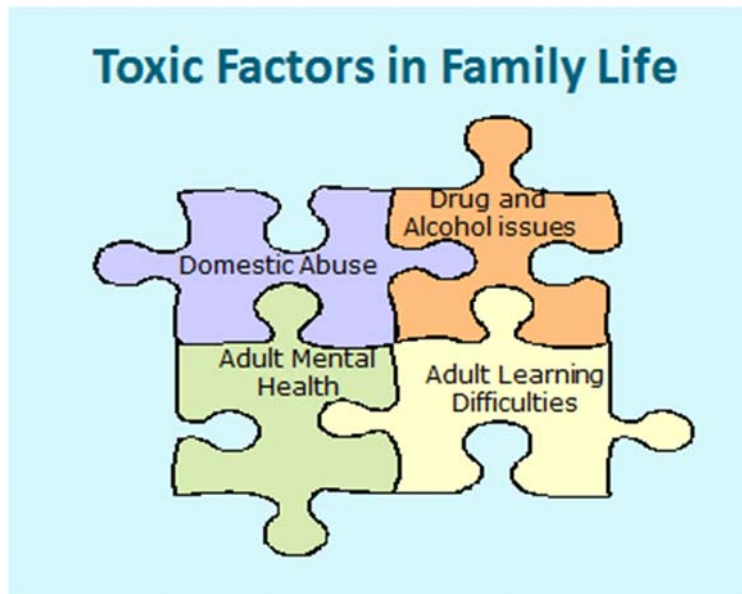 Toxic Factors in Family Life
Domestic Abuse
Drug and
Alcohol issues
Adult Mental
Health
Adult Learning
Difficulties